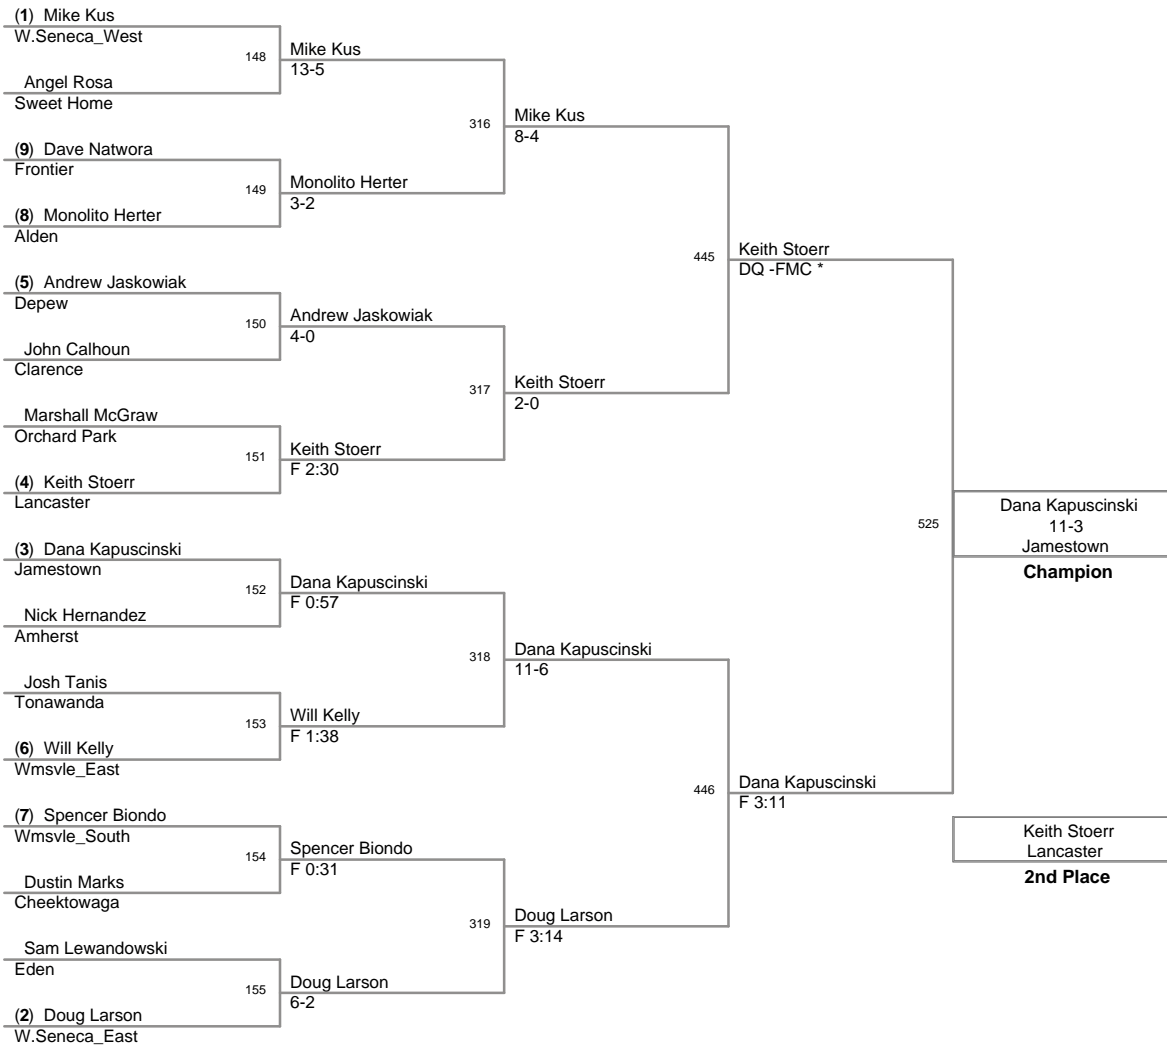 (1) Mike Kus
W.Seneca_West
148
Angel Rosa
Sweet Home
(9) Dave Natwora
Frontier
149
(8) Monolito Herter
Alden
(5) Andrew Jaskowiak
Depew
150
John Calhoun
Clarence
Marshall McGraw
Orchard Park
151
(4) Keith Stoerr
Lancaster
(3) Dana Kapuscinski
Jamestown
152
Nick Hernandez
Amherst
Josh Tanis
Tonawanda
153
(6) Will Kelly
Wmsvle_East
(7) Spencer Biondo
Wmsvle_South
154
Dustin Marks
Cheektowaga
Sam Lewandowski
Eden
155
(2) Doug Larson
W.Seneca_East
Mike Kus
13-5
316
Monolito Herter
3-2
Andrew Jaskowiak
4-0
317
Keith Stoerr
F 2:30
Dana Kapuscinski
F 0:57
318
Will Kelly
F 1:38
Spencer Biondo
F 0:31
319
Doug Larson
6-2
Mike Kus
8-4
445
Keith Stoerr
2-0
Dana Kapuscinski
11-6
446
Doug Larson
F 3:14
Keith Stoerr
DQ -FMC *
525
Dana Kapuscinski
F 3:11
Dana Kapuscinski
11-3
Jamestown
Champion
Keith Stoerr
Lancaster
2nd Place